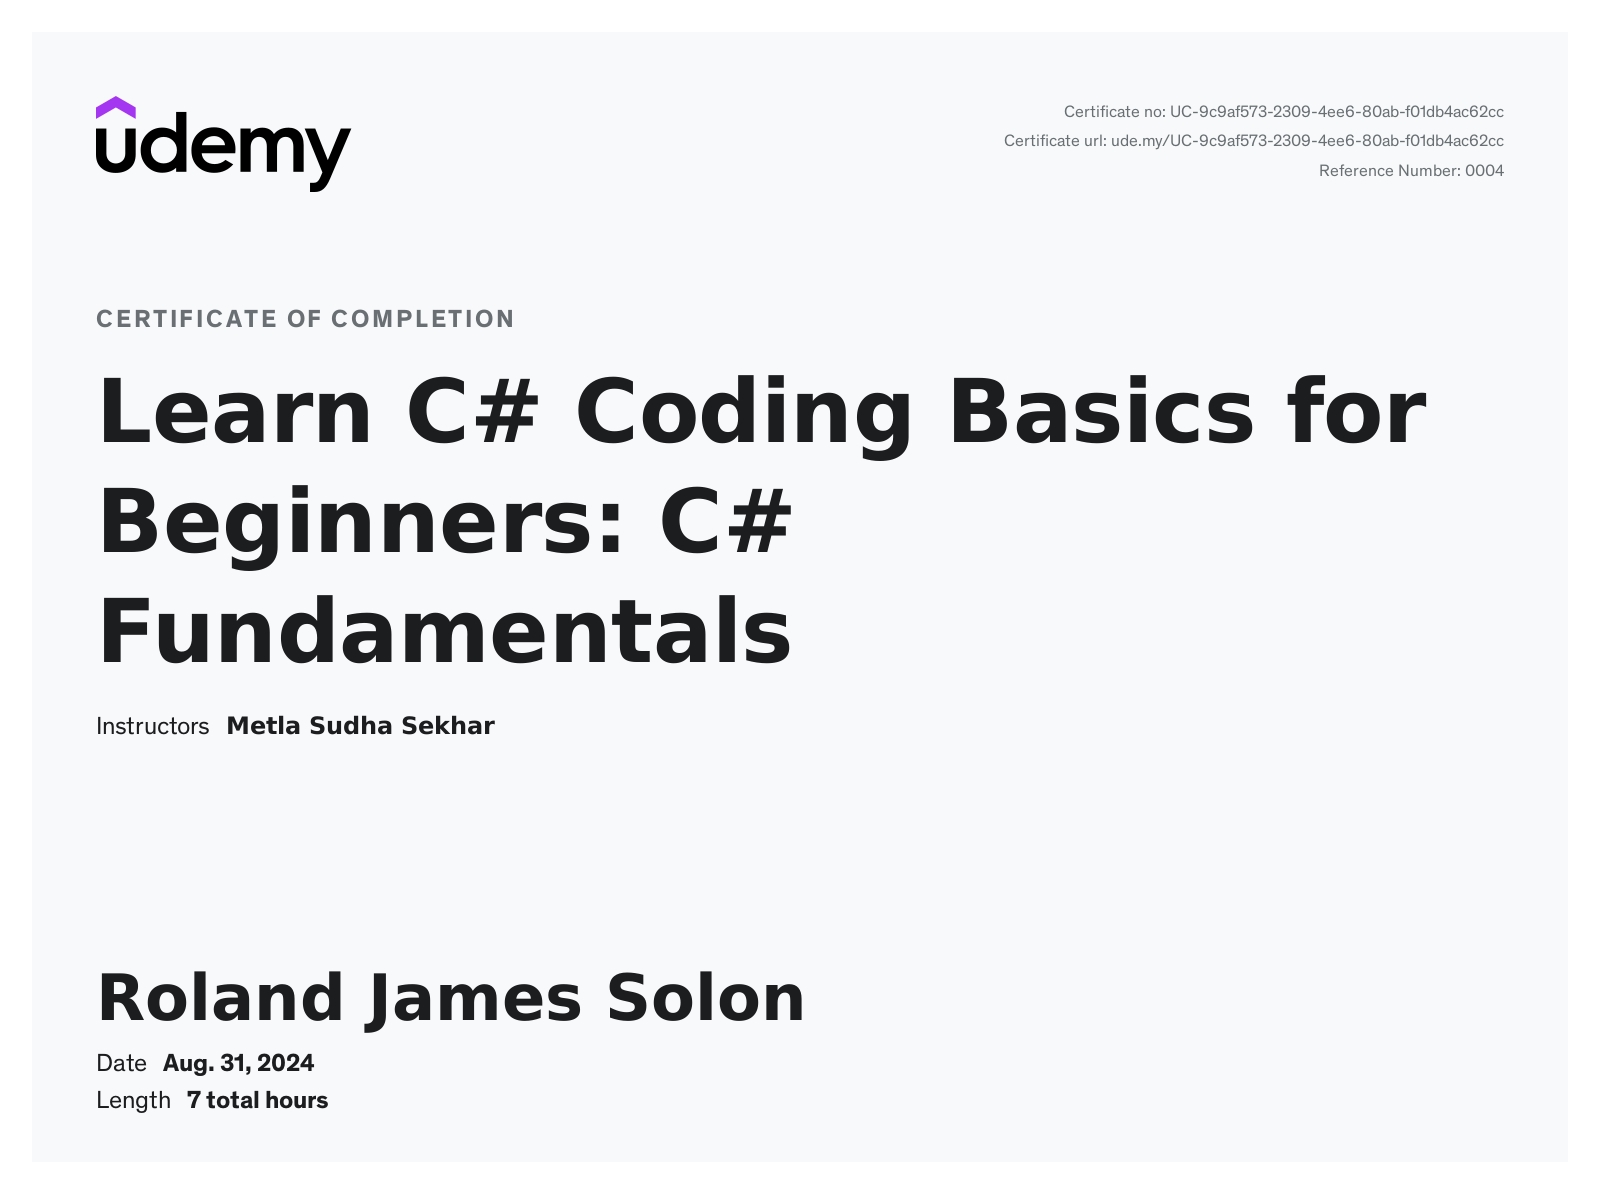 udemy
Certificate no: UC-9c9af573-2309-4ee6-80ab-f01db4ac62cc
Certificate url: ude.my/UC-9c9af573-2309-4ee6-80ab-f01db4ac62cc
Reference Number: 0004
CERTIFICATE OF COMPLETION
Learn C# Coding Basics for
Beginners: C#
Fundamentals
Instructors Metla Sudha Sekhar
Roland James Solon
Date Aug. 31, 2024
Length 7 total hours